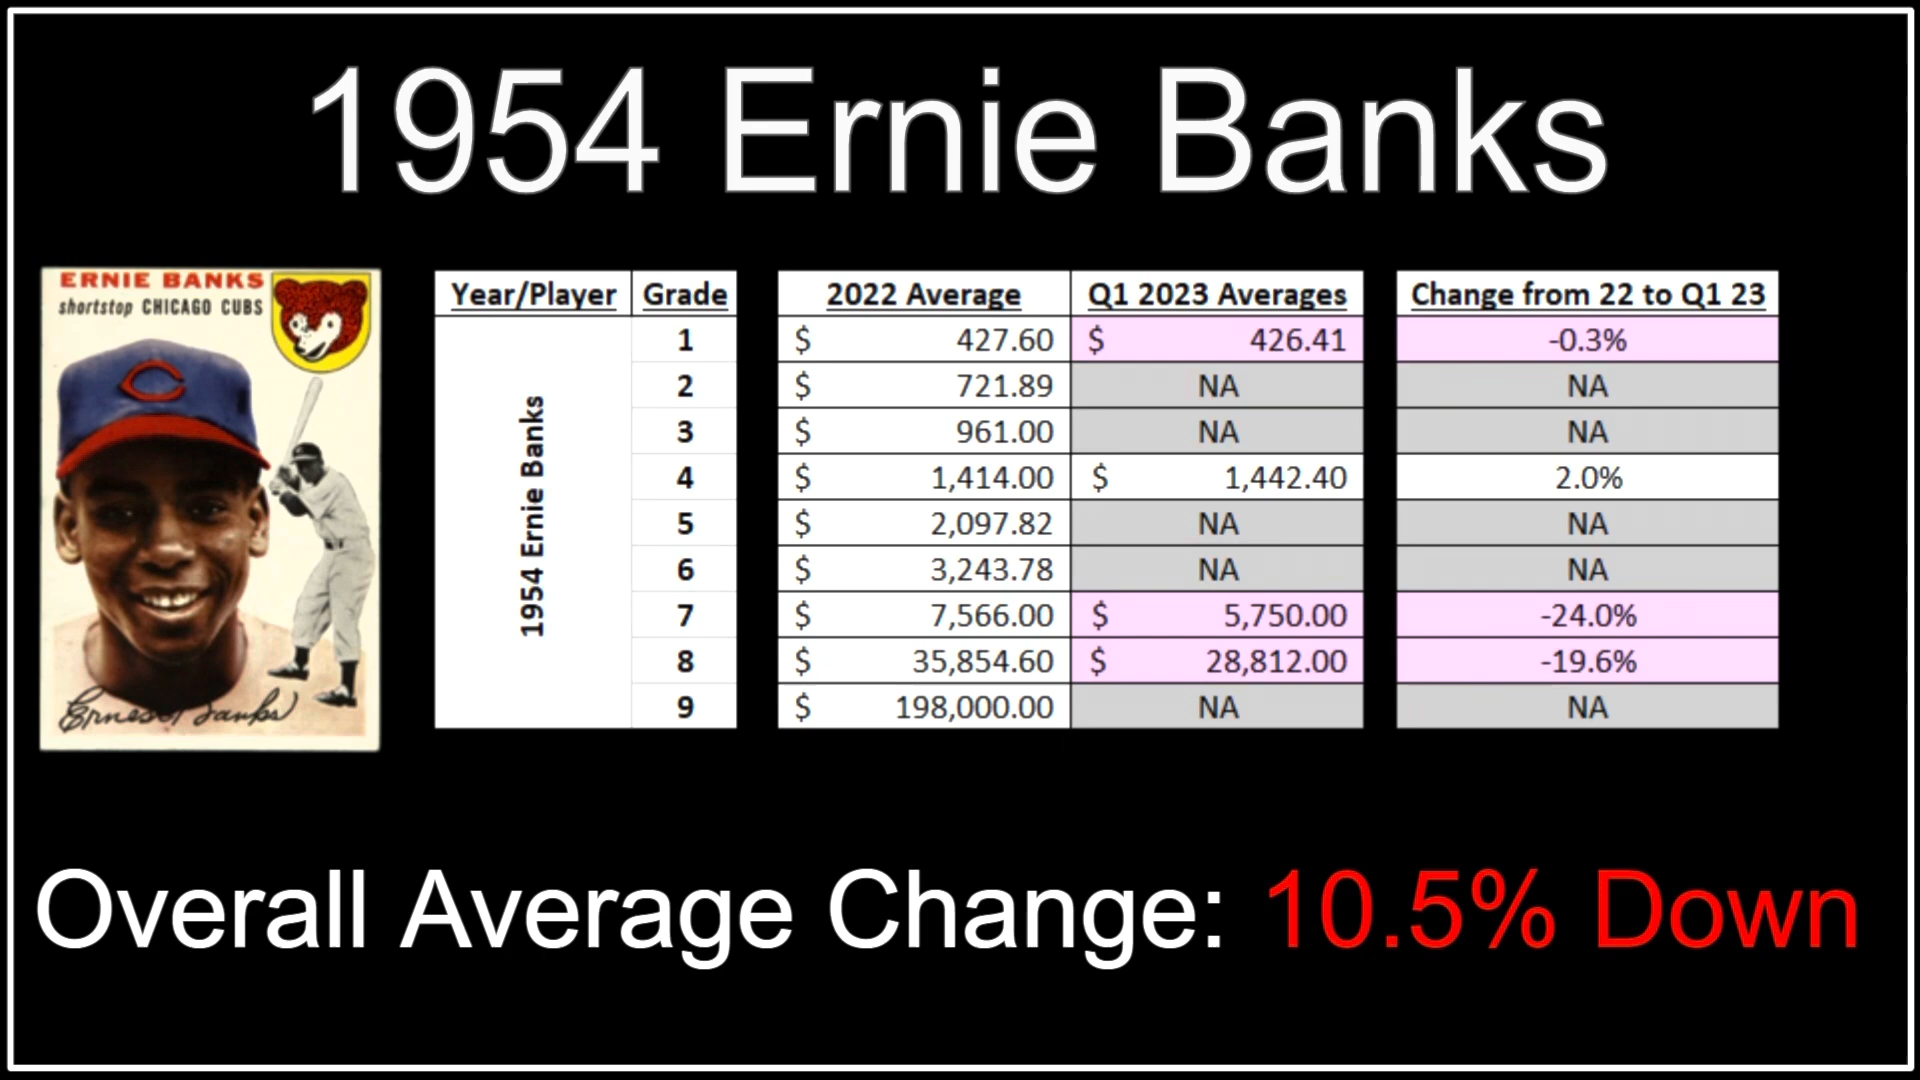 1954 Ernie Banks
ERNIE BANKS
shortstop CHICAGO CUBS
Year/Player Grade 2022 Average Q1 2023 Averages Change from 22 to Q1 23
1954 Ernie Banks
1 $ 427.60 $ 426.41 -0.3%
2 $ 721.89 NA NA
3 $ 961.00 NA NA
4 $ 1,414.00 $ 1,442.40 2.0%
5 $ 2,097.82 NA NA
6 $ 3,243.78 NA NA
7 $ 7,566.00 $ 5,750.00 -24.0%
8 $ 35,854.60 $ 28,812.00 -19.6%
9 $ 198,000.00 NA NA
Ernest Banks
Overall Average Change: 10.5% Down